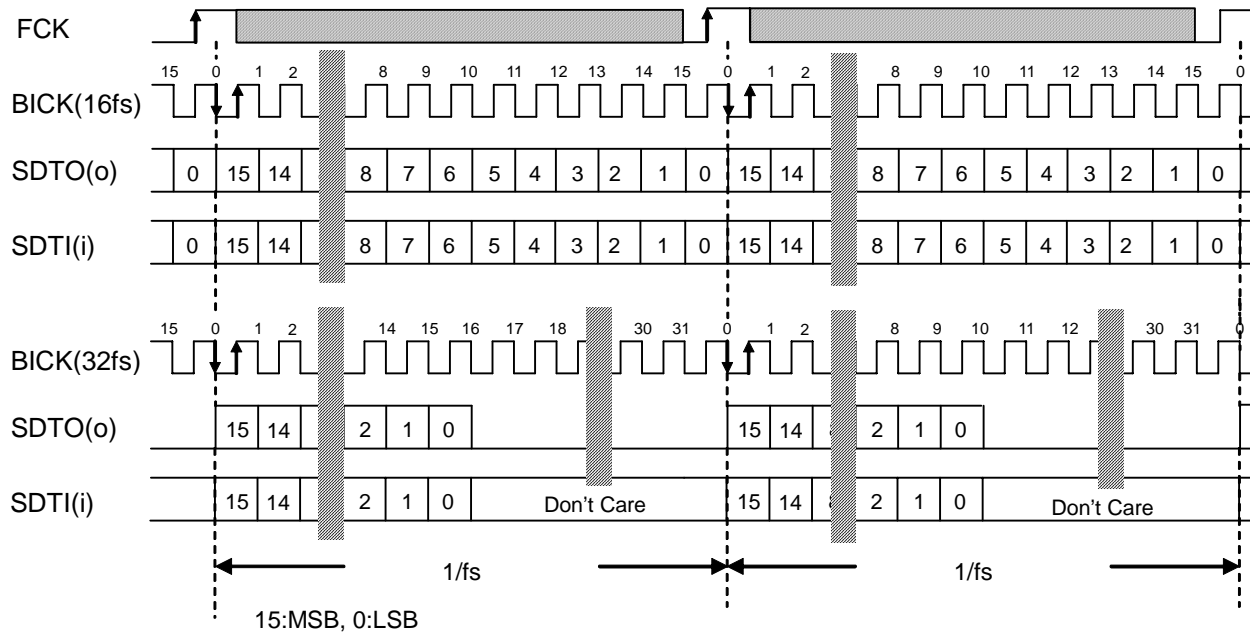 FCK
15 0 1 2 8 9 10 11 12 13 14 15 0 1 2 8 9 10 11 12 13 14 15 0
BICK(16fs)
SDTO(o) 0 15 14 8 7 6 5 4 3 2 1 0 15 14 8 7 6 5 4 3 2 1 0
SDTI(i) 0 15 14 8 7 6 5 4 3 2 1 0 15 14 8 7 6 5 4 3 2 1 0
15 0 1 2 14 15 16 17 18 30 31 0 1 2 8 9 10 11 12 30 31 0
BICK(32fs)
SDTO(o) 15 14 2 1 0 15 14 2 1 0
SDTI(i) 15 14 2 1 0 Don't Care 15 14 2 1 0 Don't Care
1/fs 1/fs
15:MSB, 0:LSB